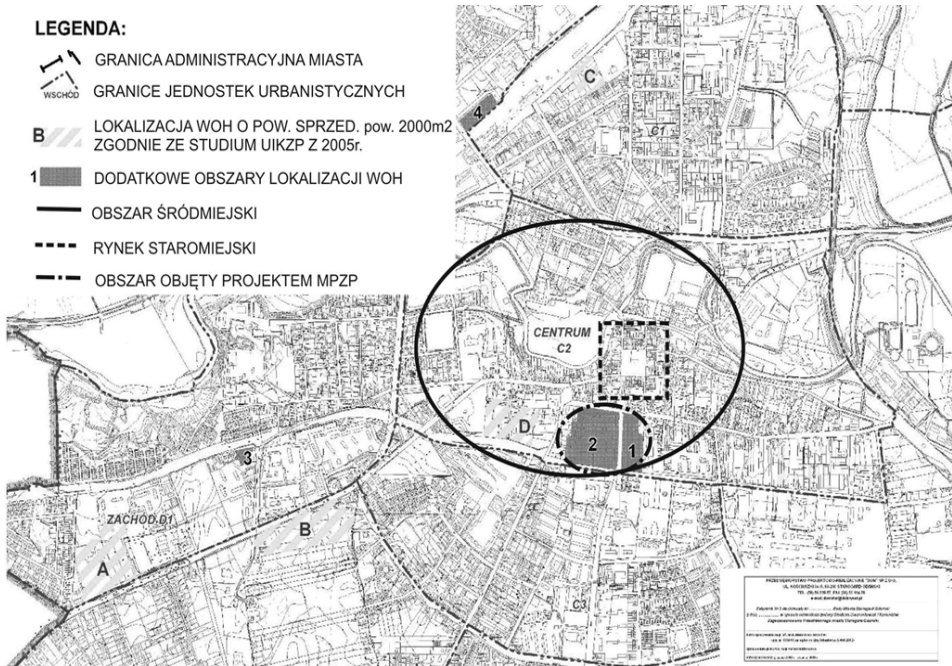 LEGENDA:
GRANICA ADMINISTRACYJNA MIASTA
WSCHÓD
GRANICE JEDNOSTEK URBANISTYCZNYCH
B
LOKALIZACJA WOH O POW. SPRZED. pow. 2000m2
ZGODNIE ZE STUDIUM UIKZP Z 2005r.
1
DODATKOWE OBSZARY LOKALIZACJI WOH
OBSZAR ŚRÓDMIEJSKI
RYNEK STAROMIEJSKI
OBSZAR OBJĘTY PROJEKTEM MPZP
C
4
C1
CENTRUM
C2
D
2
1
3
ZACHÓD D1
B
A
C3